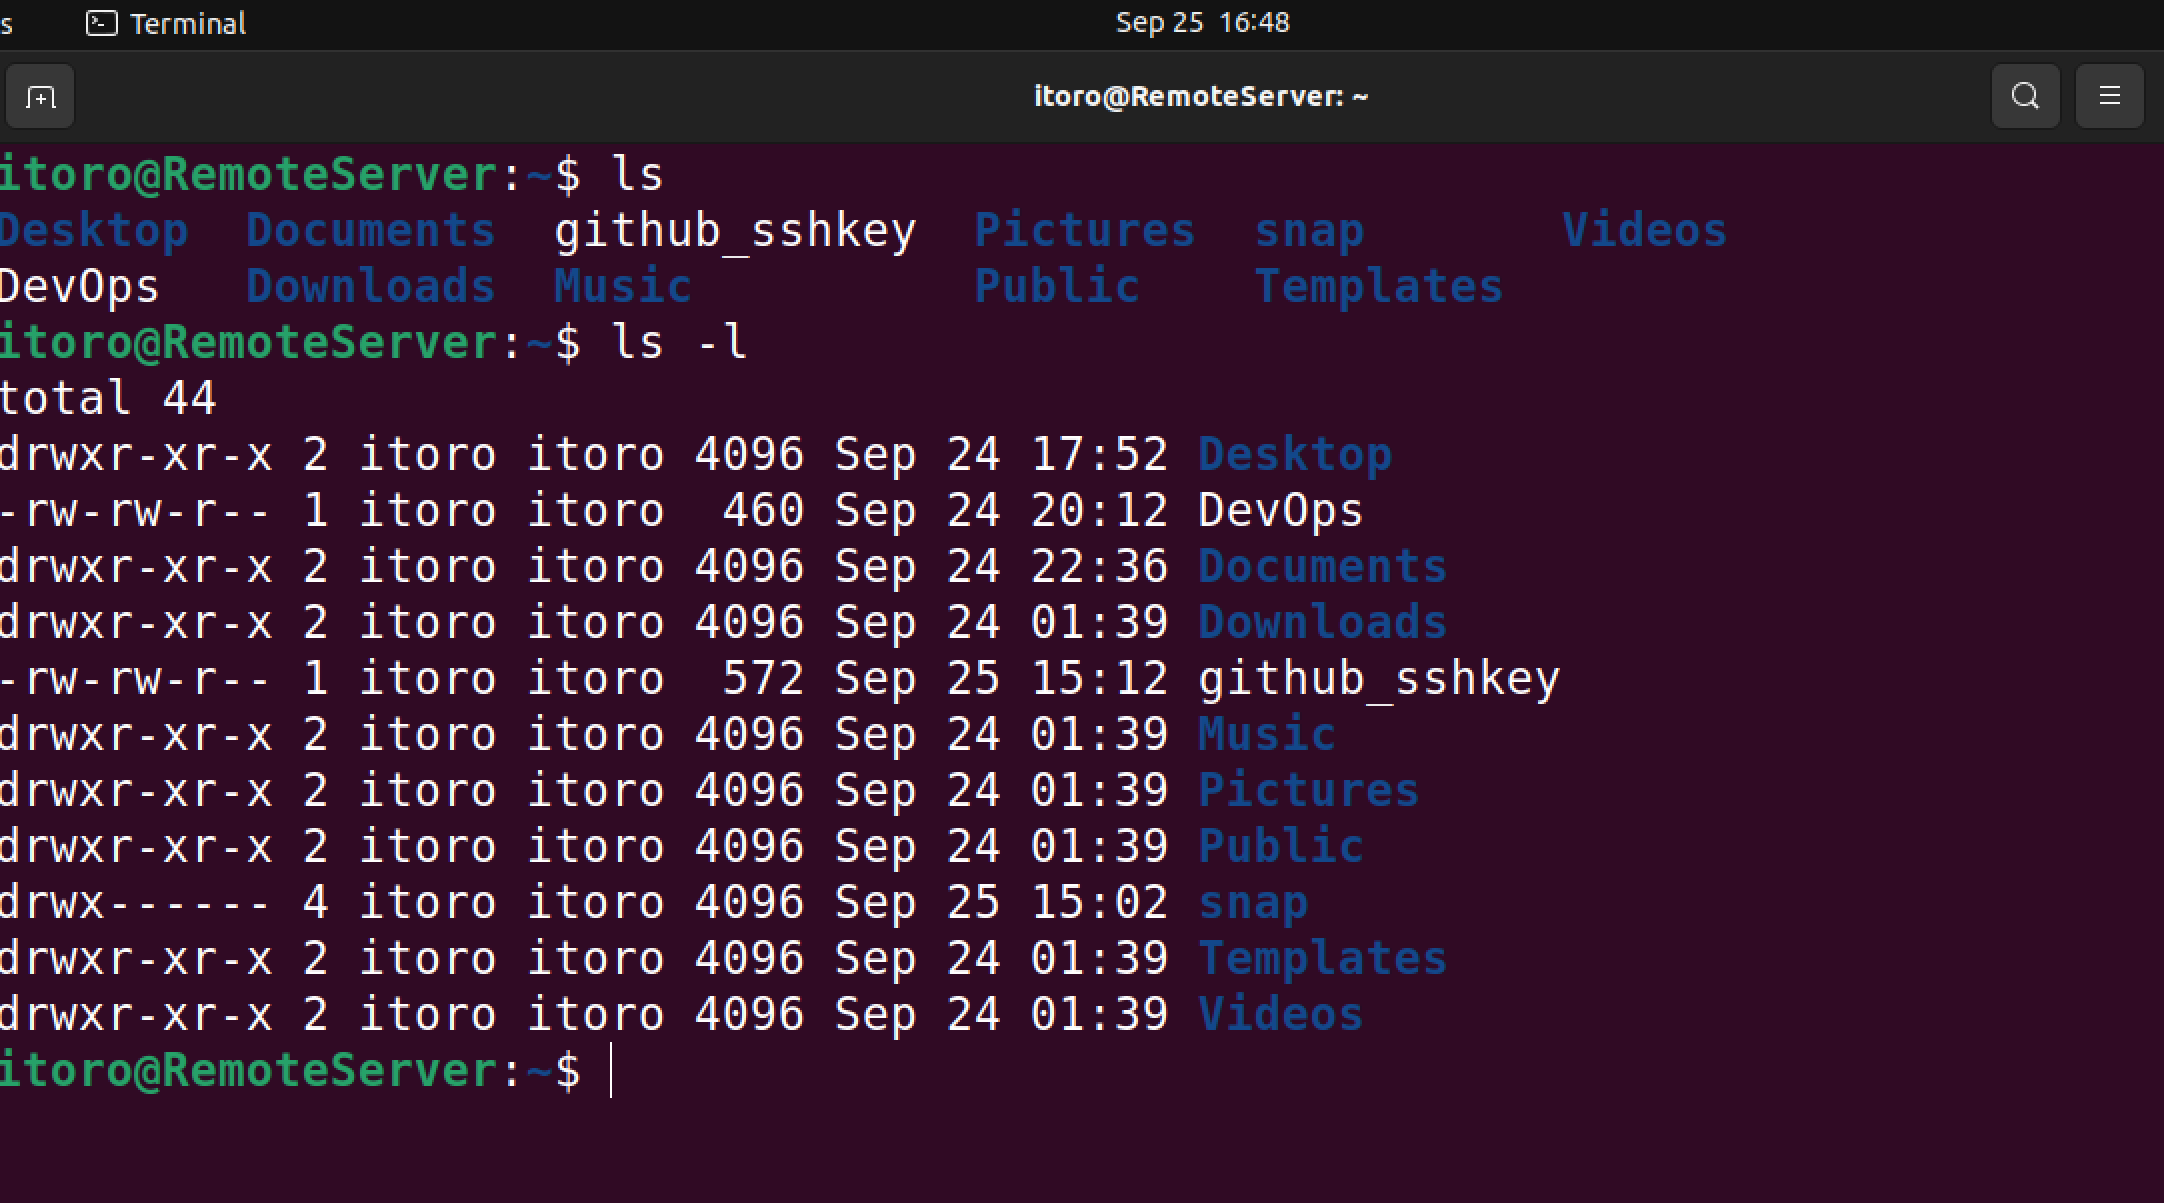 s Terminal Sep 25 16:48
itoro@RemoteServer: ~
itoro@RemoteServer:~$ ls
Desktop Documents github_sshkey Pictures snap Videos
DevOps Downloads Music Public Templates
itoro@RemoteServer:~$ ls -l
total 44
drwxr-xr-x 2 itoro itoro 4096 Sep 24 17:52 Desktop
-rw-rw-r-- 1 itoro itoro 460 Sep 24 20:12 DevOps
drwxr-xr-x 2 itoro itoro 4096 Sep 24 22:36 Documents
drwxr-xr-x 2 itoro itoro 4096 Sep 24 01:39 Downloads
-rw-rw-r-- 1 itoro itoro 572 Sep 25 15:12 github_sshkey
drwxr-xr-x 2 itoro itoro 4096 Sep 24 01:39 Music
drwxr-xr-x 2 itoro itoro 4096 Sep 24 01:39 Pictures
drwxr-xr-x 2 itoro itoro 4096 Sep 24 01:39 Public
drwx------ 4 itoro itoro 4096 Sep 25 15:02 snap
drwxr-xr-x 2 itoro itoro 4096 Sep 24 01:39 Templates
drwxr-xr-x 2 itoro itoro 4096 Sep 24 01:39 Videos
itoro@RemoteServer:~$